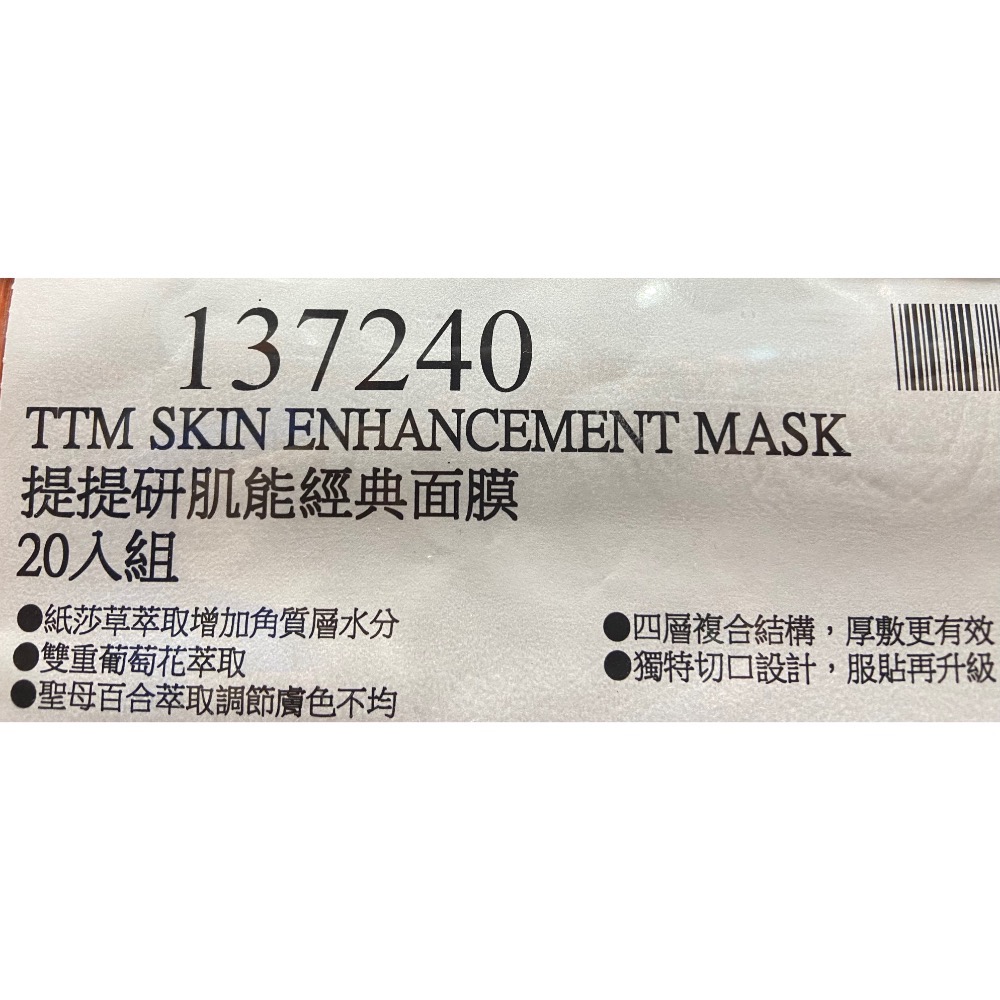 137240
TTM SKIN ENHANCEMENT MASK
提提研肌能經典面膜
20入組
●紙莎草萃取增加角質層水分
●雙重葡萄花萃取
●聖母百合萃取調節膚色不均
●四層複合結構，厚敷更有效
●獨特切口設計，服貼再升級